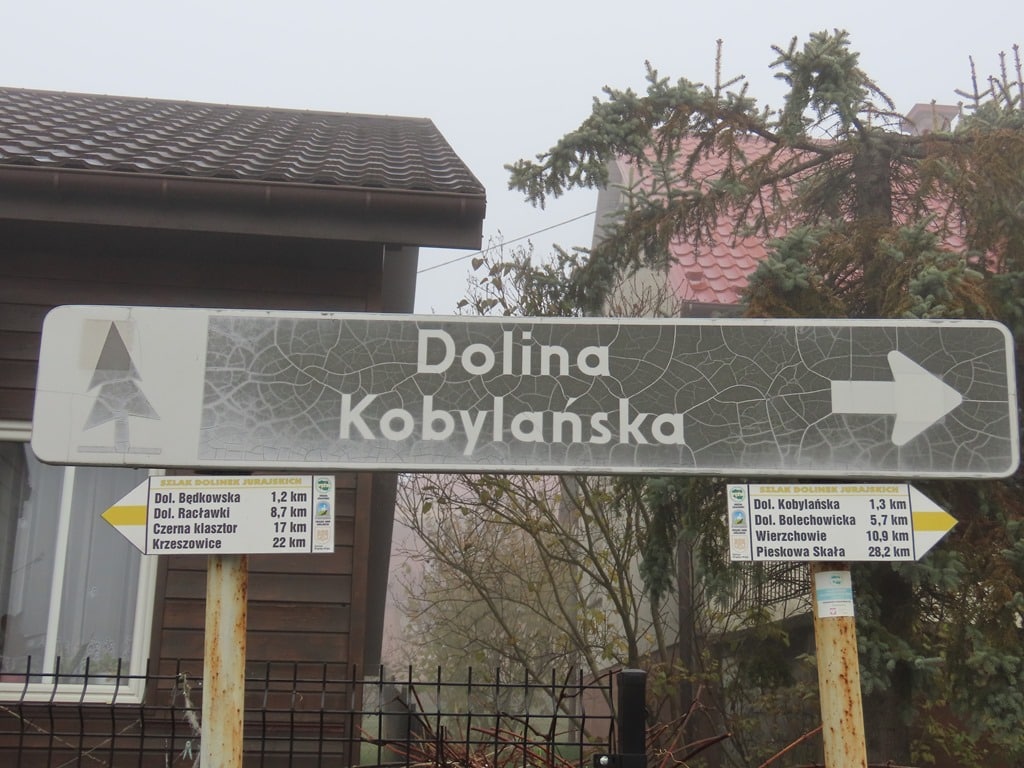 Dolina
Kobylańska
SZLAK DOLINEK JURAJSKICH
Dol. Będkowska 1,2 km
Dol. Racławki 8,7 km
Czerna klasztor 17 km
Krzeszowice 22 km
SZLAK DOLINEK JURAJSKICH
Dol. Kobylańska 1,3 km
Dol. Bolechowicka 5,7 km
Wierzchowie 10,9 km
Pieskowa Skała 28,2 km